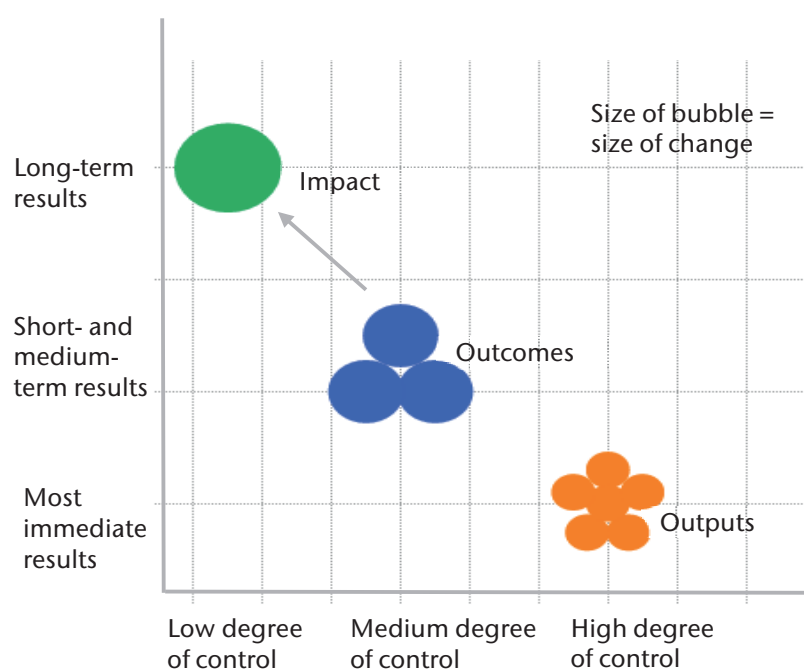 Size of bubble =
size of change
Long-term
results
Impact
Short- and
medium-
term results
Outcomes
Most
immediate
results
Outputs
Low degree
of control
Medium degree
of control
High degree
of control